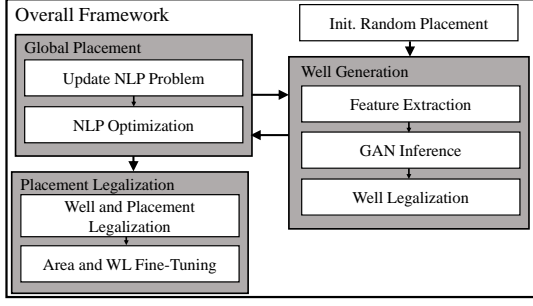 Overall Framework
Init. Random Placement
Global Placement
Update NLP Problem
NLP Optimization
Well Generation
Feature Extraction
GAN Inference
Well Legalization
Placement Legalization
Well and Placement
Legalization
Area and WL Fine-Tuning